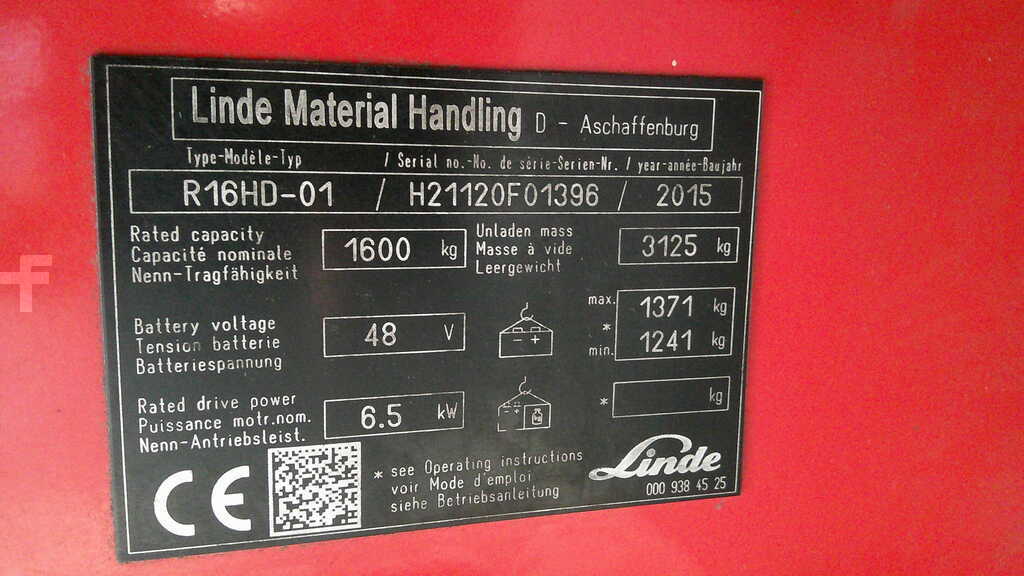 Linde Material Handling D - Aschaffenburg
Type-Modèle-Typ / Serial no.-No. de série-Serien-Nr. / year-année-Baujahr
R16HD-01 / H21120F01396 / 2015
Rated capacity
Capacité nominale
Nenn-Tragfähigkeit
1600 kg
Unladen mass
Masse à vide
Leergewicht
3125 kg
Battery voltage
Tension batterie
Batteriespannung
48 V
- +
max. 1371 kg
*
min. 1241 kg
Rated drive power
Puissance motr.nom.
Nenn-Antriebsleist.
6.5 kW
- +
kg
* kg
CE
* see Operating instructions
voir Mode d'emploi
siehe Betriebsanleitung
Linde
000 938 45 25